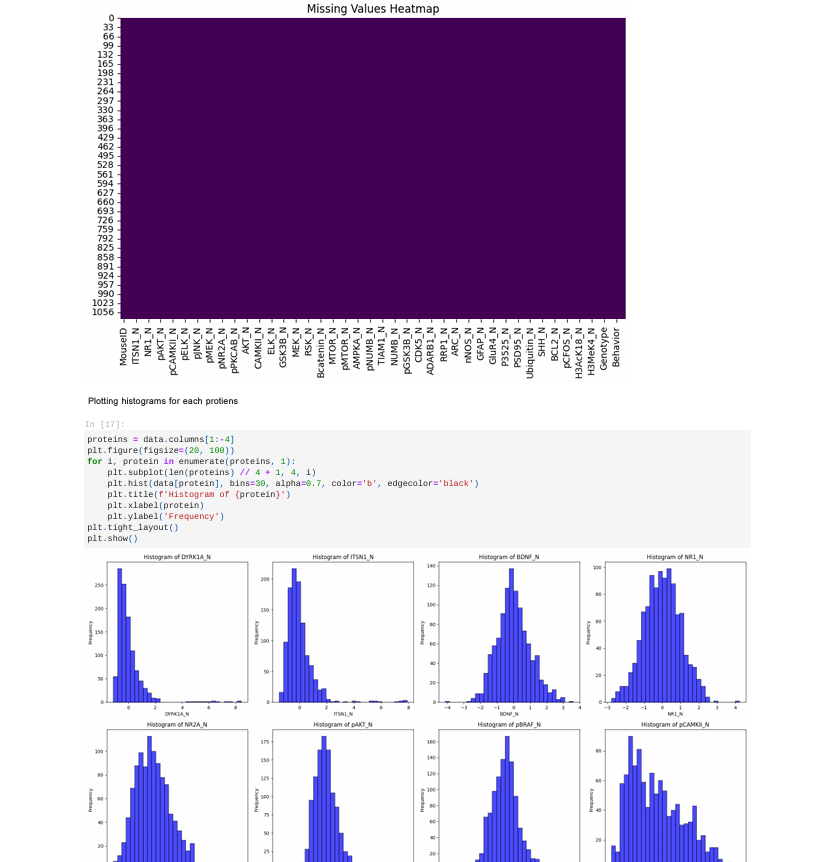 Missing Values Heatmap
0
33
66
99
132
165
198
231
264
297
330
363
396
429
462
495
528
561
594
627
660
693
726
759
792
825
858
891
924
957
990
1023
1056
MouseID
ITSN1_N
NR1_N
pAKT_N
pCAMKII_N
pELK_N
pJNK_N
pMEK_N
pNR2A_N
pPKCAB_N
AKT_N
CAMKII_N
ELK_N
GSK3B_N
MEK_N
RSK_N
Bcatenin_N
MTOR_N
pMTOR_N
AMPKA_N
pNUMB_N
TIAM1_N
NUMB_N
pGSK3B_N
CDK5_N
ADARB1_N
RRP1_N
ARC_N
nNOS_N
GFAP_N
GluR4_N
P3525_N
PSD95_N
Ubiquitin_N
SHH_N
BCL2_N
pCFOS_N
H3AcK18_N
H3MeK4_N
Genotype
Behavior
Plotting histograms for each protiens
In [17]:
proteins = data.columns[1:-4]
plt.figure(figsize=(20, 100))
for i, protein in enumerate(proteins, 1):
    plt.subplot(len(proteins) // 4 + 1, 4, i)
    plt.hist(data[protein], bins=30, alpha=0.7, color='b', edgecolor='black')
    plt.title(f'Histogram of {protein}')
    plt.xlabel(protein)
    plt.ylabel('Frequency')
plt.tight_layout()
plt.show()
Histogram of DYRK1A_N
250
200
150
100
50
0
Frequency
0 2 4 6 8
DYRK1A_N
Histogram of ITSN1_N
200
150
100
50
0
Frequency
0 2 4 6 8
ITSN1_N
Histogram of BDNF_N
140
120
100
80
60
40
20
0
Frequency
−4 −3 −2 −1 0 1 2 3 4
BDNF_N
Histogram of NR1_N
100
80
60
40
20
0
Frequency
−3 −2 −1 0 1 2 3 4
NR1_N
Histogram of NR2A_N
100
80
60
40
20
Frequency
Histogram of pAKT_N
175
150
125
100
75
50
25
Frequency
Histogram of pBRAF_N
160
140
120
100
80
60
40
20
Frequency
Histogram of pCAMKII_N
80
60
40
20
Frequency